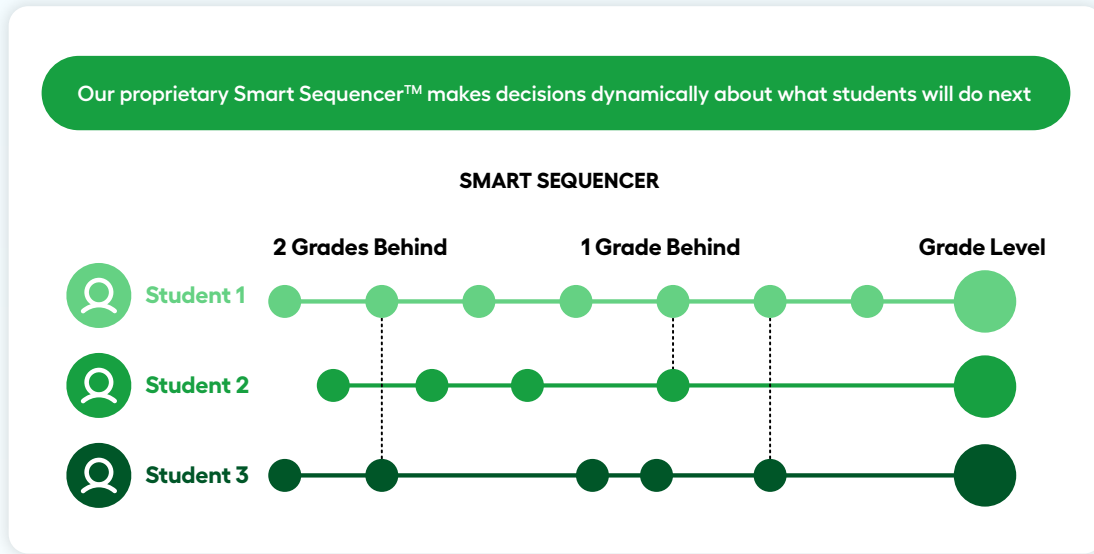 Our proprietary Smart Sequencer™ makes decisions dynamically about what students will do next
SMART SEQUENCER
2 Grades Behind
1 Grade Behind
Grade Level
Student 1
Student 2
Student 3